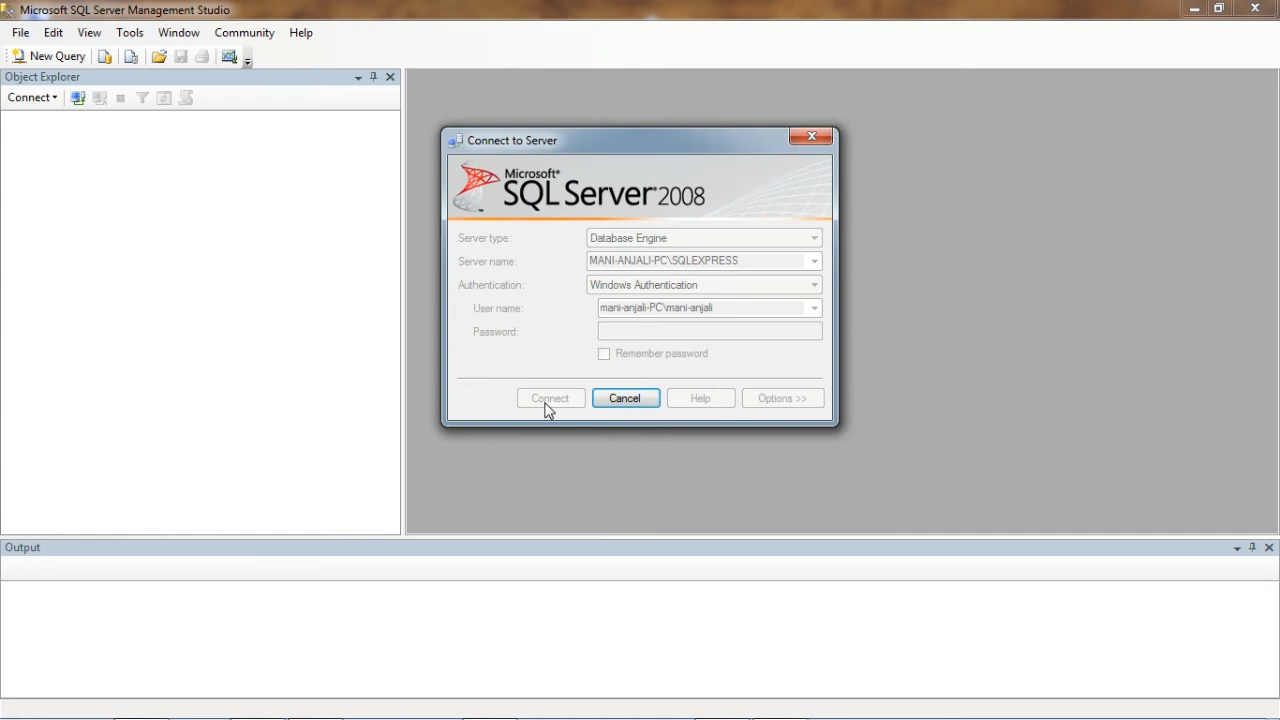 Microsoft SQL Server Management Studio
File Edit View Tools Window Community Help
New Query
Object Explorer
Connect
Connect to Server
Microsoft®
SQL Server® 2008
Server type: Database Engine
Server name: MANI-ANJALI-PC\SQLEXPRESS
Authentication: Windows Authentication
User name: mani-anjali-PC\mani-anjali
Password:
Remember password
Connect Cancel Help Options >>
Output